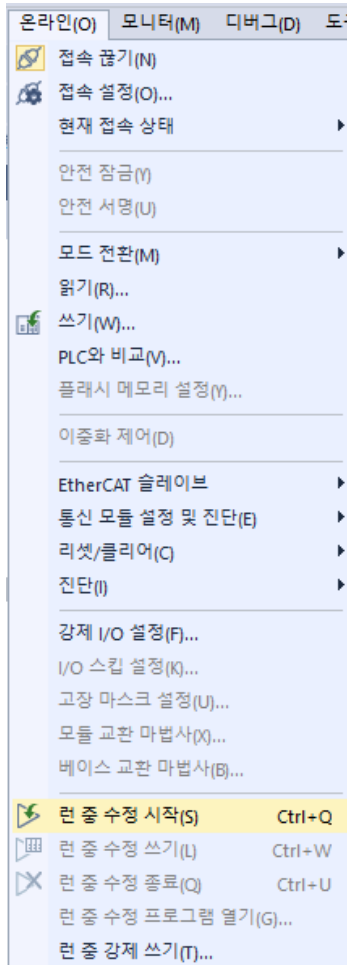 온라인(O) 모니터(M) 디버그(D)
접속 끊기(N)
접속 설정(O)...
현재 접속 상태
안전 잠금(Y)
안전 서명(U)
모드 전환(M)
읽기(R)...
쓰기(W)...
PLC와 비교(V)...
플래시 메모리 설정(Y)...
이중화 제어(D)
EtherCAT 슬레이브
통신 모듈 설정 및 진단(E)
리셋/클리어(C)
진단(I)
강제 I/O 설정(F)...
I/O 스킵 설정(K)...
고장 마스크 설정(U)...
모듈 교환 마법사(X)...
베이스 교환 마법사(B)...
런 중 수정 시작(S) Ctrl+Q
런 중 수정 쓰기(L) Ctrl+W
런 중 수정 종료(Q) Ctrl+U
런 중 수정 프로그램 열기(G)...
런 중 강제 쓰기(T)...